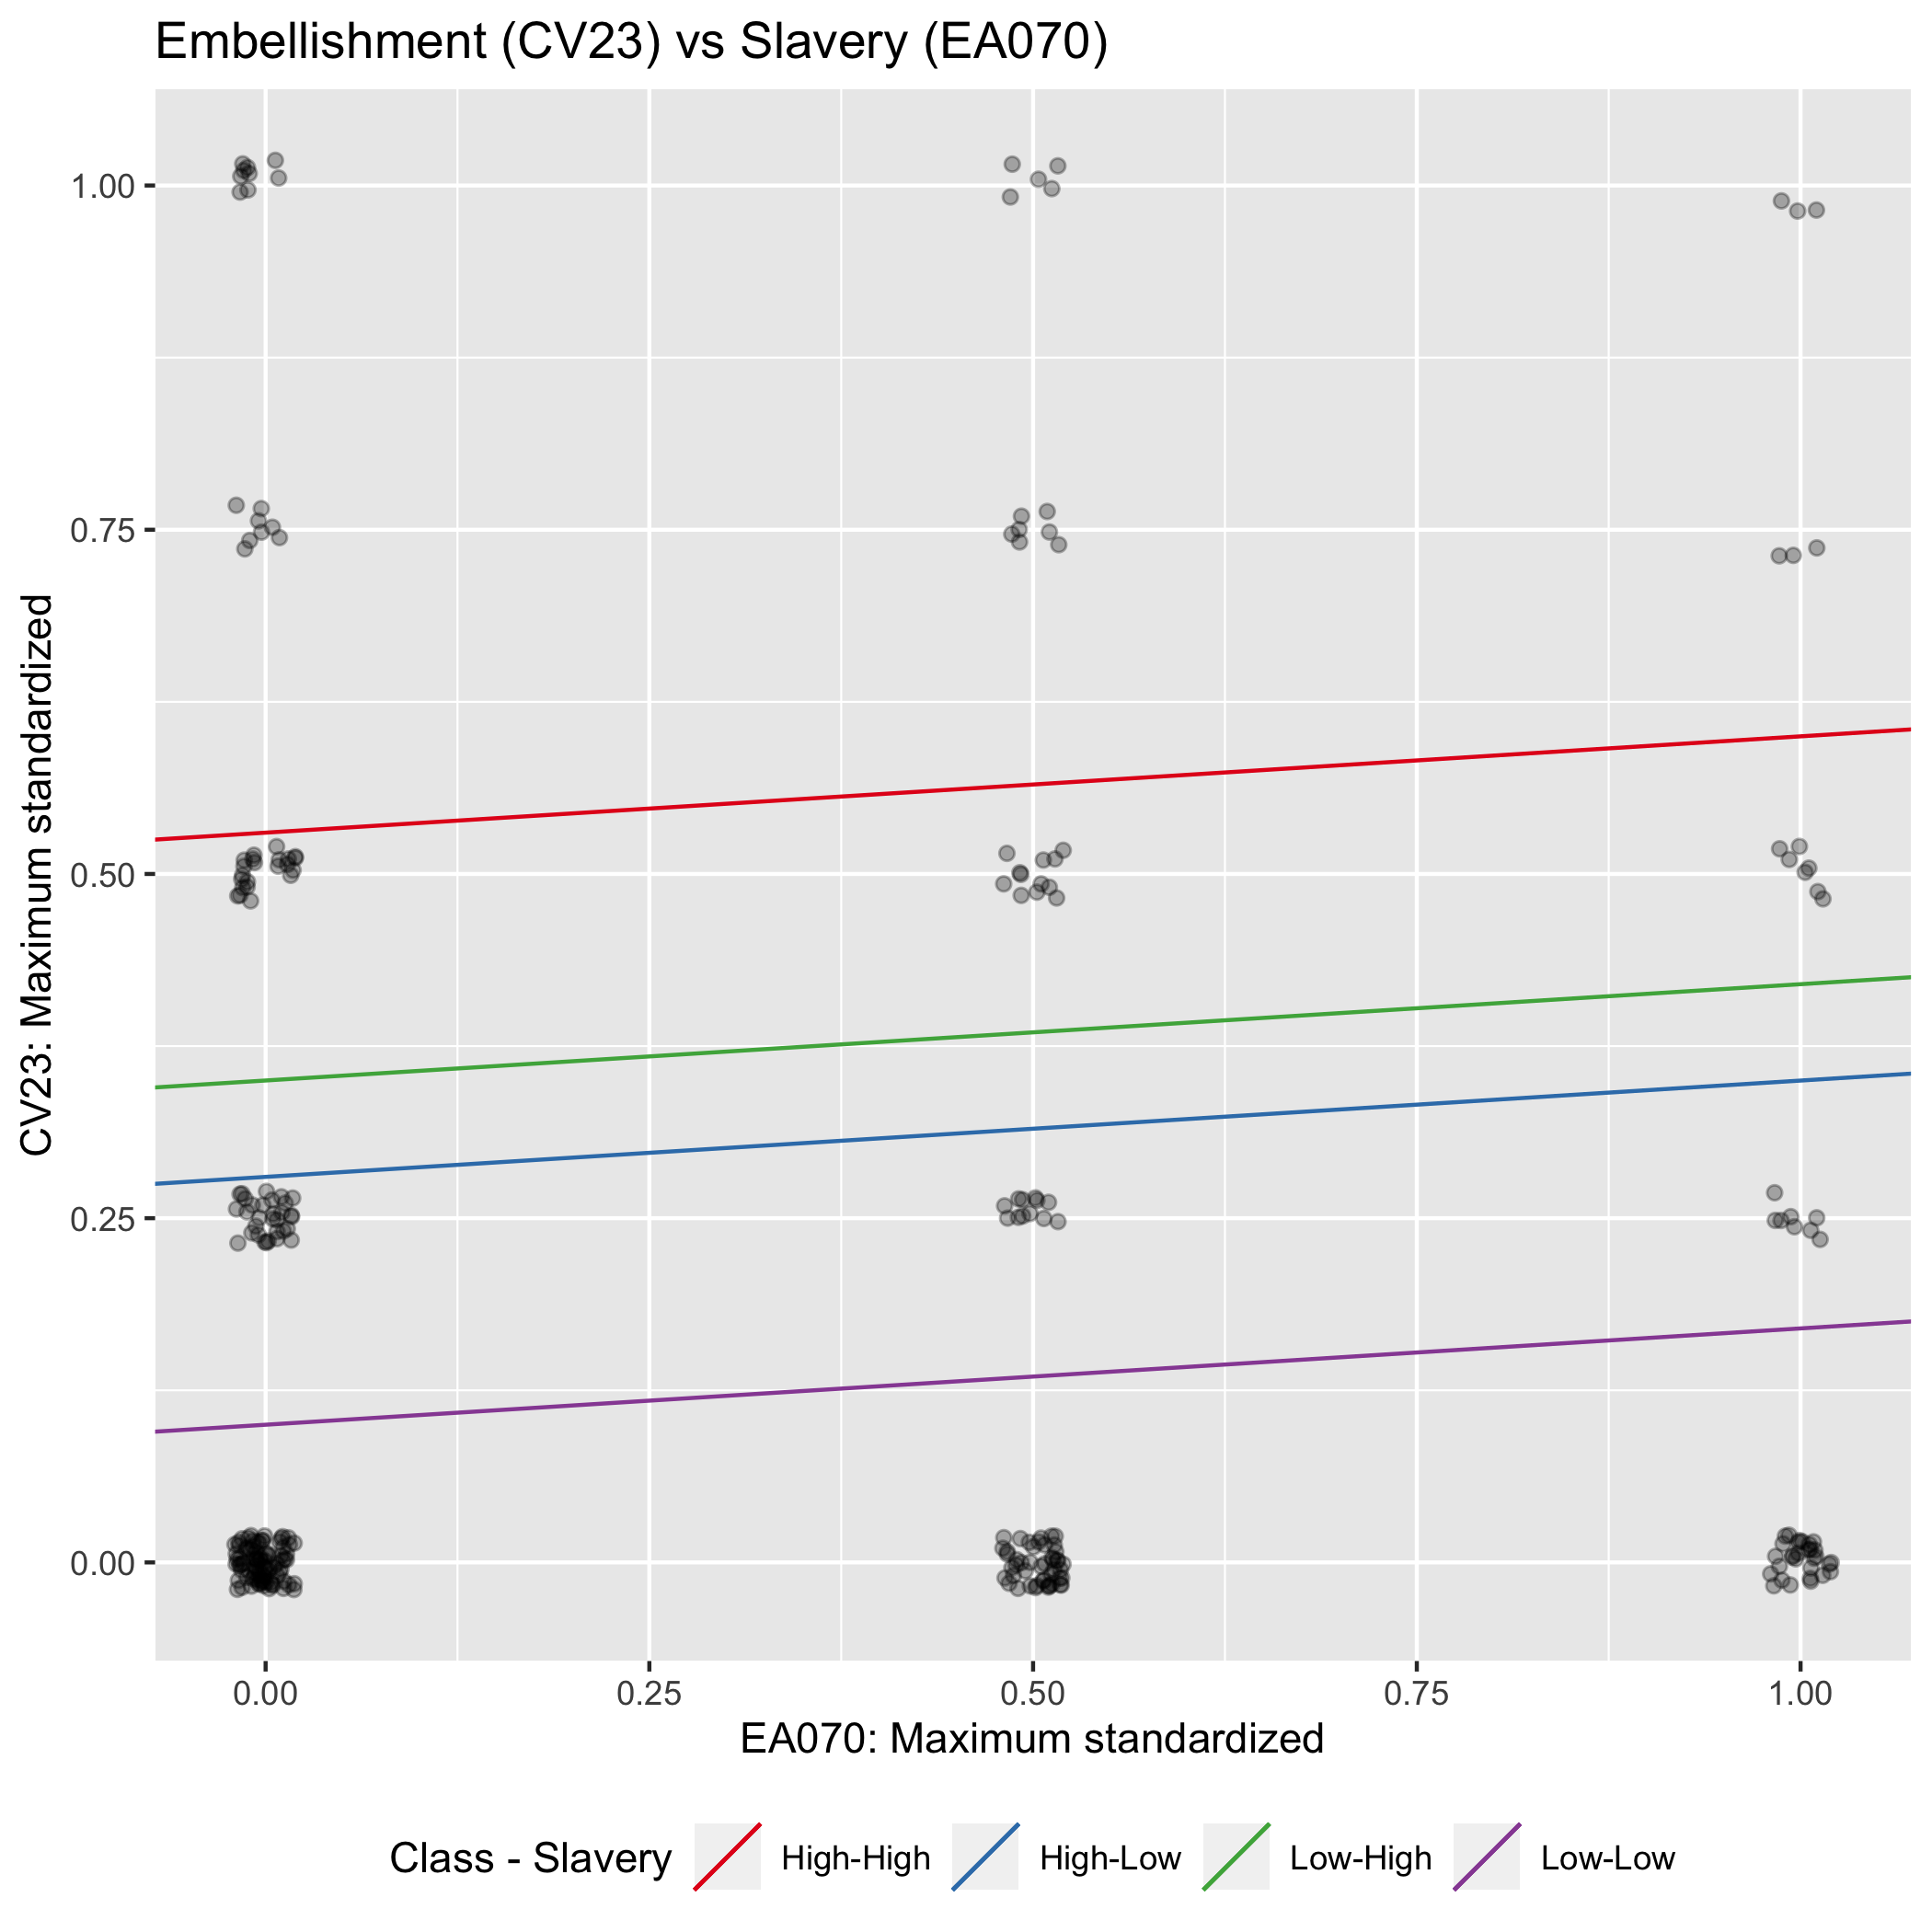 Embellishment (CV23) vs Slavery (EA070)
1.00
0.75
0.50
0.25
0.00
CV23: Maximum standardized
0.00 0.25 0.50 0.75 1.00
EA070: Maximum standardized
Class - Slavery High-High High-Low Low-High Low-Low